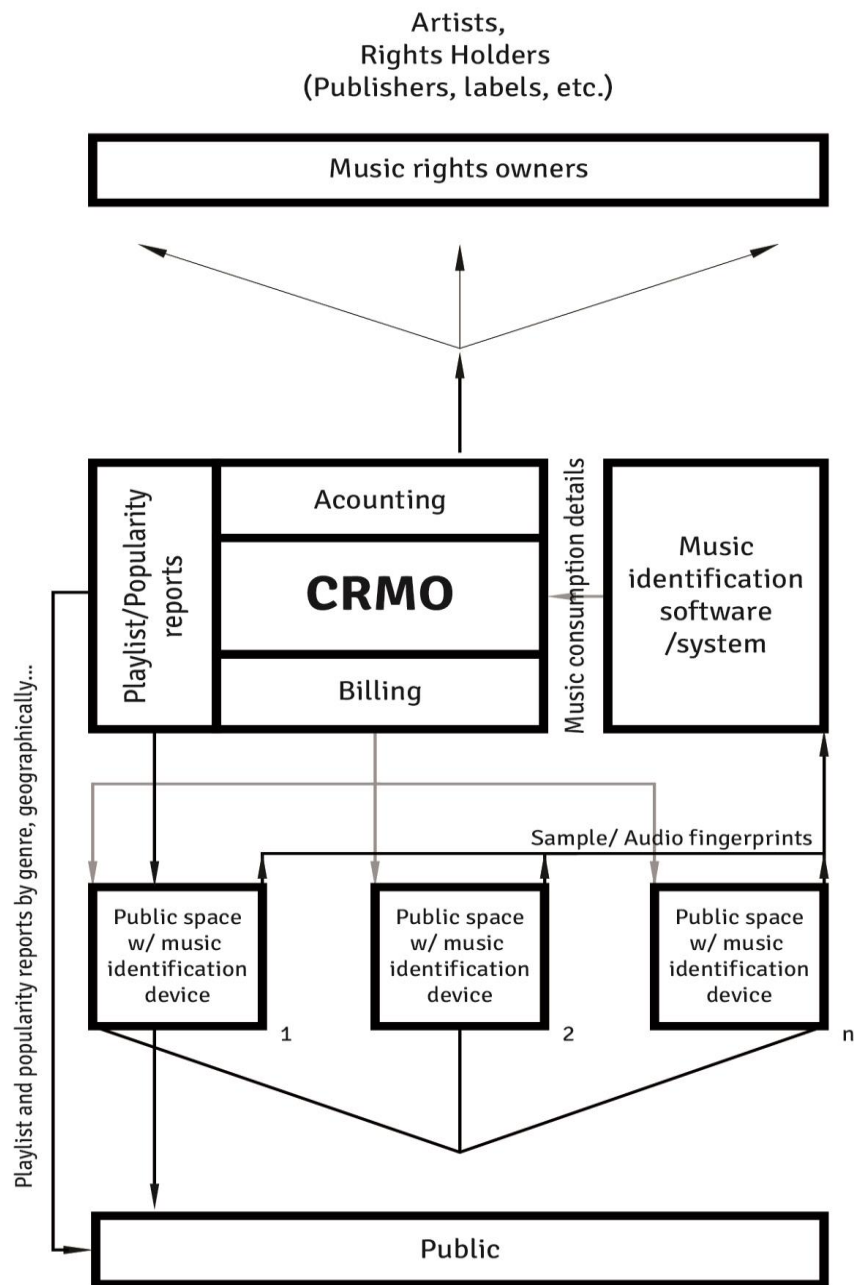 Artists,
Rights Holders
(Publishers, labels, etc.)
Music rights owners
Playlist/Popularity
reports
Acounting
CRMO
Billing
Music consumption details
Music
identification
software
/system
Playlist and popularity reports by genre, geographically...
Sample/ Audio fingerprints
Public space
w/ music
identification
device
1
Public space
w/ music
identification
device
2
Public space
w/ music
identification
device
n
Public